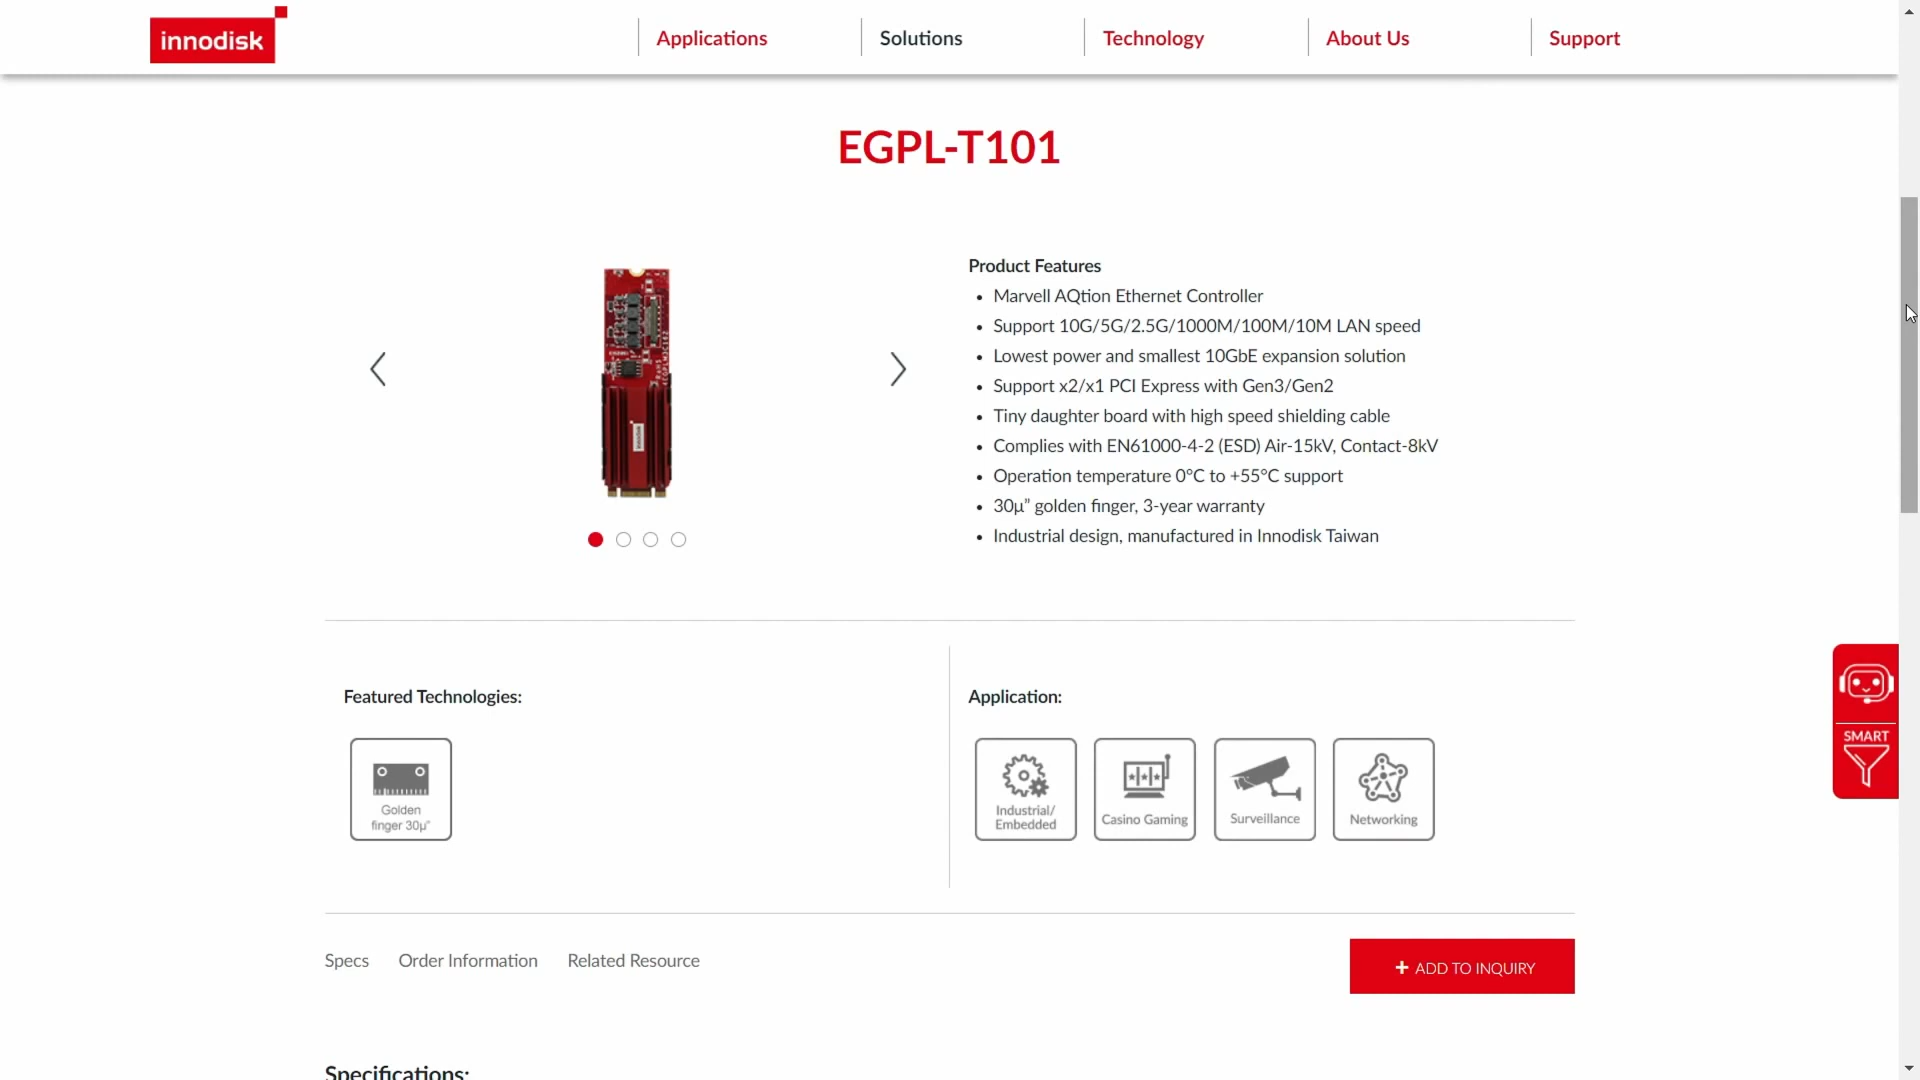 innodisk
Applications
Solutions
Technology
About Us
Support
EGPL-T101
Product Features
• Marvell AQtion Ethernet Controller
• Support 10G/5G/2.5G/1000M/100M/10M LAN speed
• Lowest power and smallest 10GbE expansion solution
• Support x2/x1 PCI Express with Gen3/Gen2
• Tiny daughter board with high speed shielding cable
• Complies with EN61000-4-2 (ESD) Air-15kV, Contact-8kV
• Operation temperature 0°C to +55°C support
• 30μ” golden finger, 3-year warranty
• Industrial design, manufactured in Innodisk Taiwan
Featured Technologies:
Golden
finger 30μ”
Application:
Industrial/
Embedded
Casino Gaming
Surveillance
Networking
SMART
Specs
Order Information
Related Resource
+ ADD TO INQUIRY
Specifications: